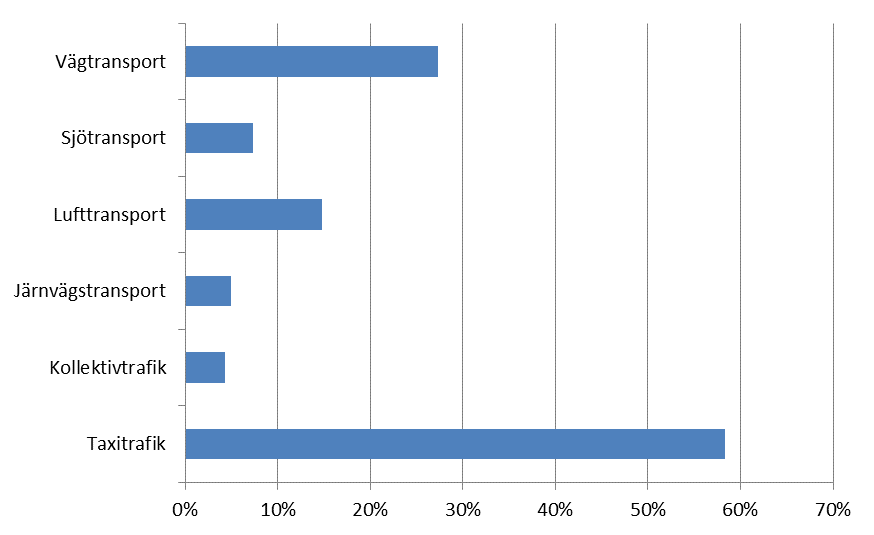 Vägtransport
Sjötransport
Lufttransport
Järnvägstransport
Kollektivtrafik
Taxitrafik
0% 10% 20% 30% 40% 50% 60% 70%